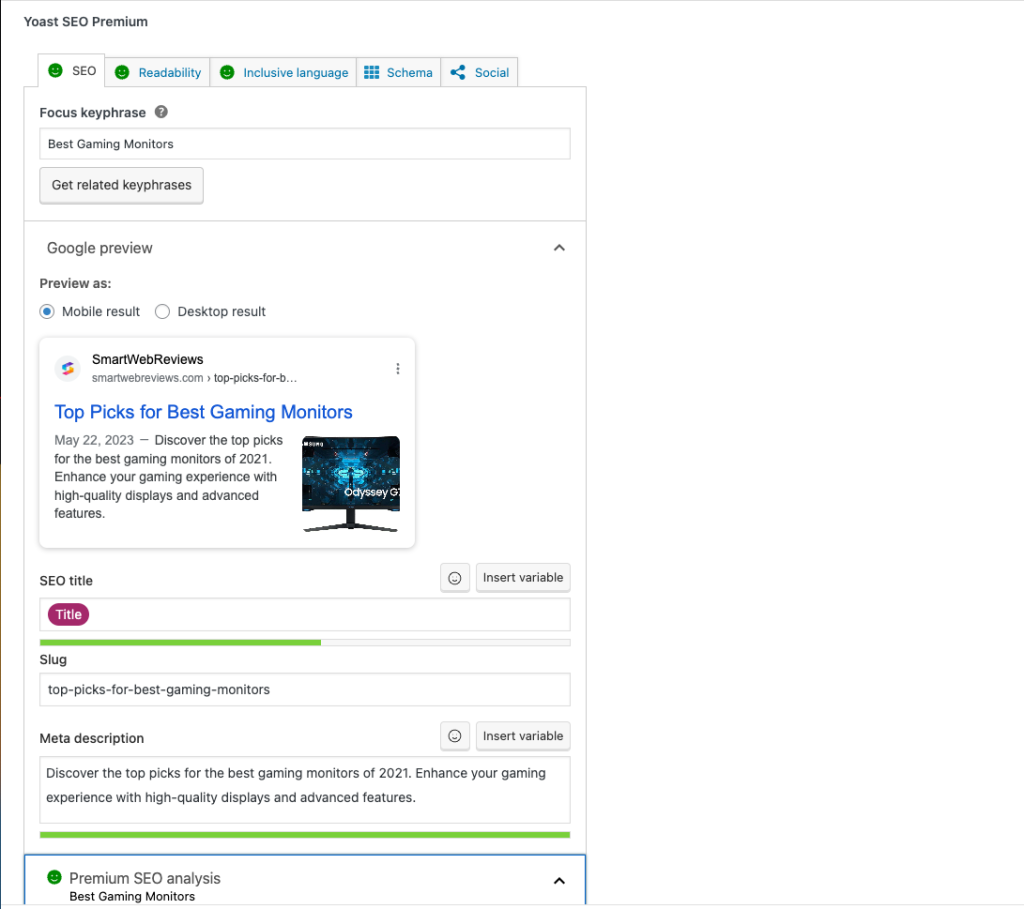 Yoast SEO Premium
SEO
Readability
Inclusive language
Schema
Social
Focus keyphrase ?
Best Gaming Monitors
Get related keyphrases
Google preview
Preview as:
Mobile result
Desktop result
SmartWebReviews
smartwebreviews.com › top-picks-for-b...
Top Picks for Best Gaming Monitors
May 22, 2023 – Discover the top picks
for the best gaming monitors of 2021.
Enhance your gaming experience with
high-quality displays and advanced
features.
Odyssey G
SEO title
Insert variable
Title
Slug
top-picks-for-best-gaming-monitors
Meta description
Insert variable
Discover the top picks for the best gaming monitors of 2021. Enhance your gaming
experience with high-quality displays and advanced features.
Premium SEO analysis
Best Gaming Monitors